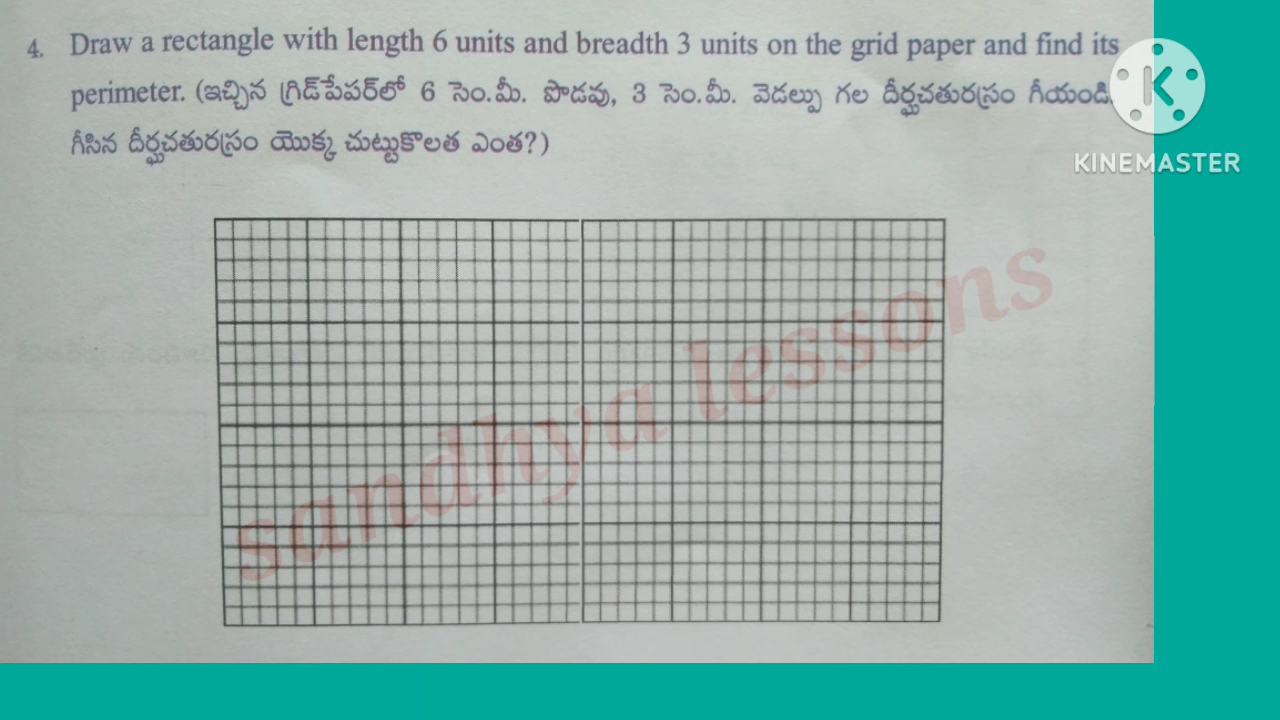 4. Draw a rectangle with length 6 units and breadth 3 units on the grid paper and find its
perimeter. (ఇచ్చిన గ్రిడ్‌పేపర్‌లో 6 సెం.మీ. పొడవు, 3 సెం.మీ. వెడల్పు గల దీర్ఘచతురస్రం గీయండి.
గీసిన దీర్ఘచతురస్రం యొక్క చుట్టుకొలత ఎంత?)
K
KINEMASTER
sandhya lessons